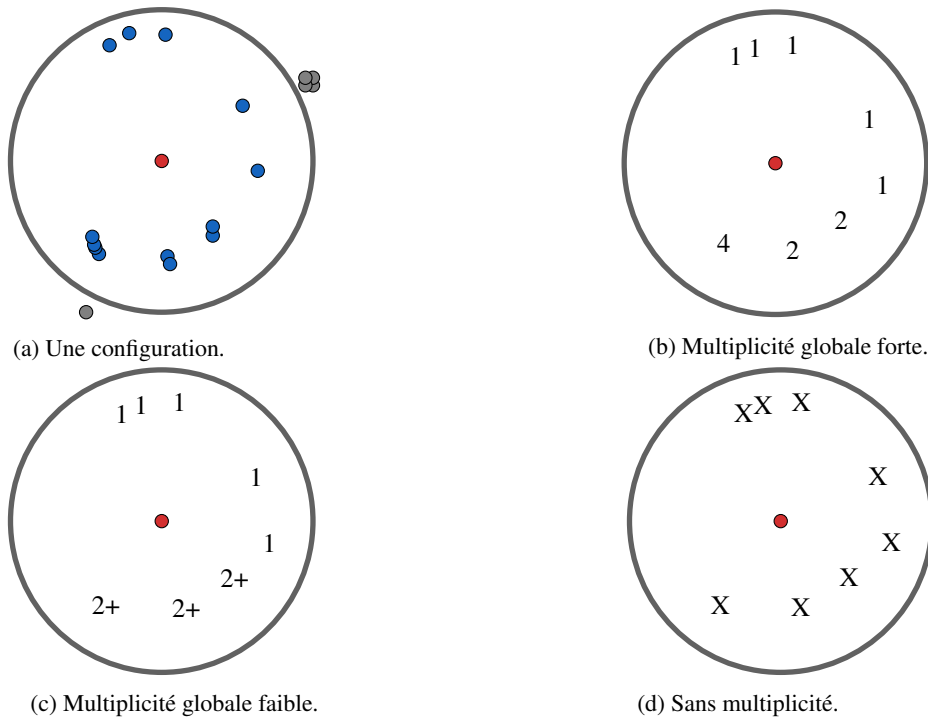 1 1 1
1
1
2
4
2
(a) Une configuration.
(b) Multiplicité globale forte.
1 1 1
1
1
2+
2+
2+
X X X
X
X
X
X
X
(c) Multiplicité globale faible.
(d) Sans multiplicité.